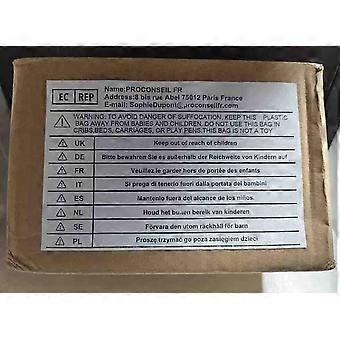 EC REP
Name:PROCONSEIL.FR
Address:8 bis rue Abel 75012 Paris France
E-mail: SophieDupont@proconseilfr.com
WARNING: TO AVOID DANGER OF SUFFOCATION, KEEP THIS PLASTIC
BAG AWAY FROM BABIES AND CHILDREN. DO NOT USE THIS BAG IN
CRIBS,BEDS, CARRIAGES, OR PLAY PENS.THIS BAG IS NOT A TOY.
UK Keep out of reach of children
DE Bitte bewahren Sie es außerhalb der Reichweite von Kindern auf
FR Veuillez le garder hors de portée des enfants
IT Si prega di tenerlo fuori dalla portata dei bambini
ES Mantenlo fuera del alcance de los niños.
NL Houd het buiten bereik van kinderen
SE Förvara den utom räckhåll för barn
PL Proszę trzymać go poza zasięgiem dzieci